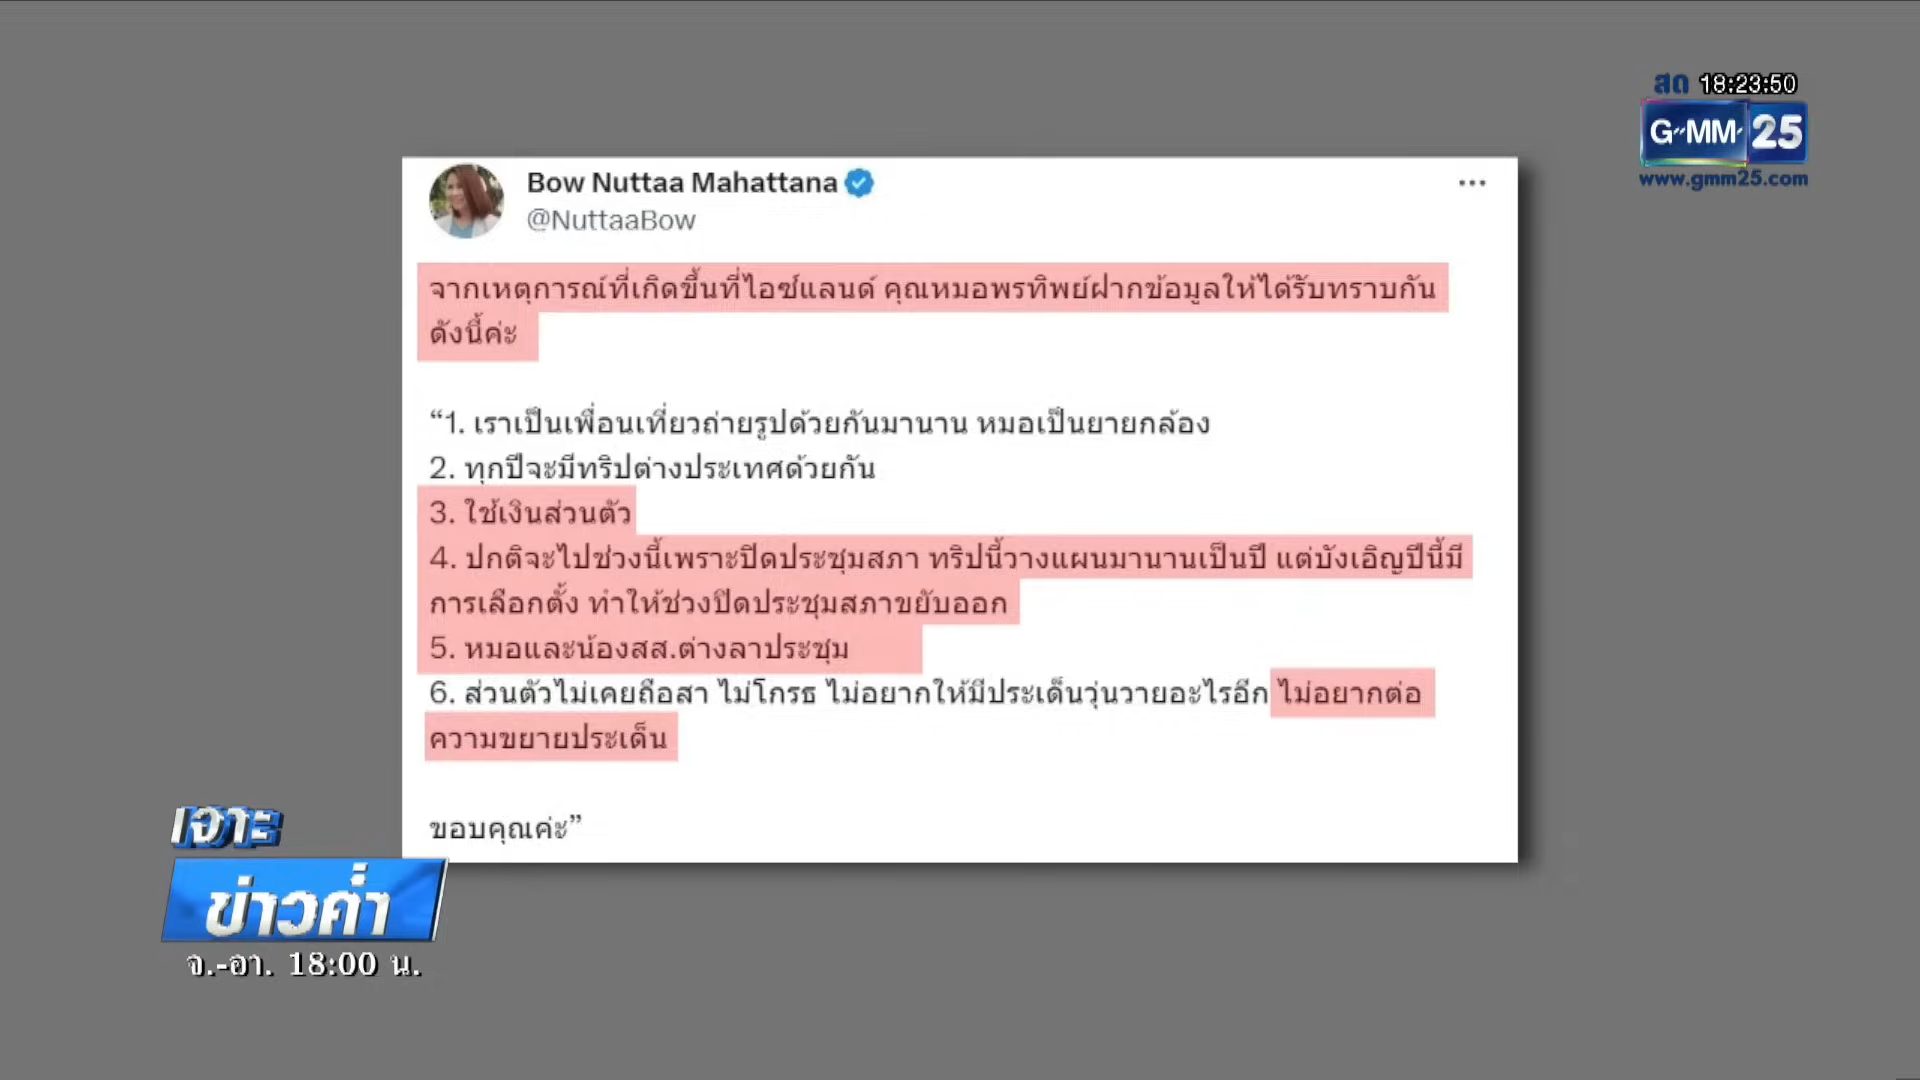 สด 18:23:50
GMM 25
www.gmm25.com
Bow Nuttaa Mahattana
@NuttaaBow
จากเหตุการณ์ที่เกิดขึ้นที่ไอซ์แลนด์ คุณหมอพรทิพย์ฝากข้อมูลให้ได้รับทราบกัน
ดังนี้ค่ะ
“1. เราเป็นเพื่อนเที่ยวถ่ายรูปด้วยกันมานาน หมอเป็นยายกล้อง
2. ทุกปีจะมีทริปต่างประเทศด้วยกัน
3. ใช้เงินส่วนตัว
4. ปกติจะไปช่วงนี้เพราะปิดประชุมสภา ทริปนี้วางแผนมานานเป็นปี แต่บังเอิญปีนี้มี
การเลือกตั้ง ทำให้ช่วงปิดประชุมสภาขยับออก
5. หมอและน้องสส.ต่างลาประชุม
6. ส่วนตัวไม่เคยถือสา ไม่โกรธ ไม่อยากให้มีประเด็นวุ่นวายอะไรอีก ไม่อยากต่อ
ความขยายประเด็น
ขอบคุณค่ะ”
เจาะ
ข่าวค่ำ
จ.-อา. 18:00 น.